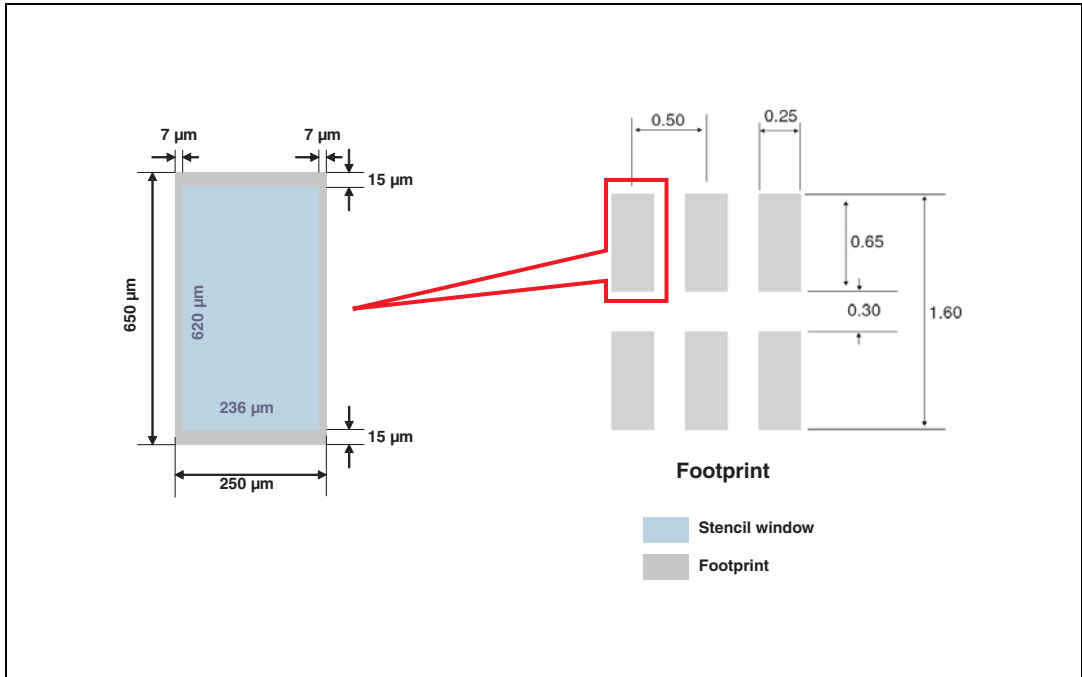 7 µm
7 µm
15 µm
650 µm
620 µm
236 µm
15 µm
250 µm
0.50
0.25
0.65
0.30
1.60
Footprint
Stencil window
Footprint